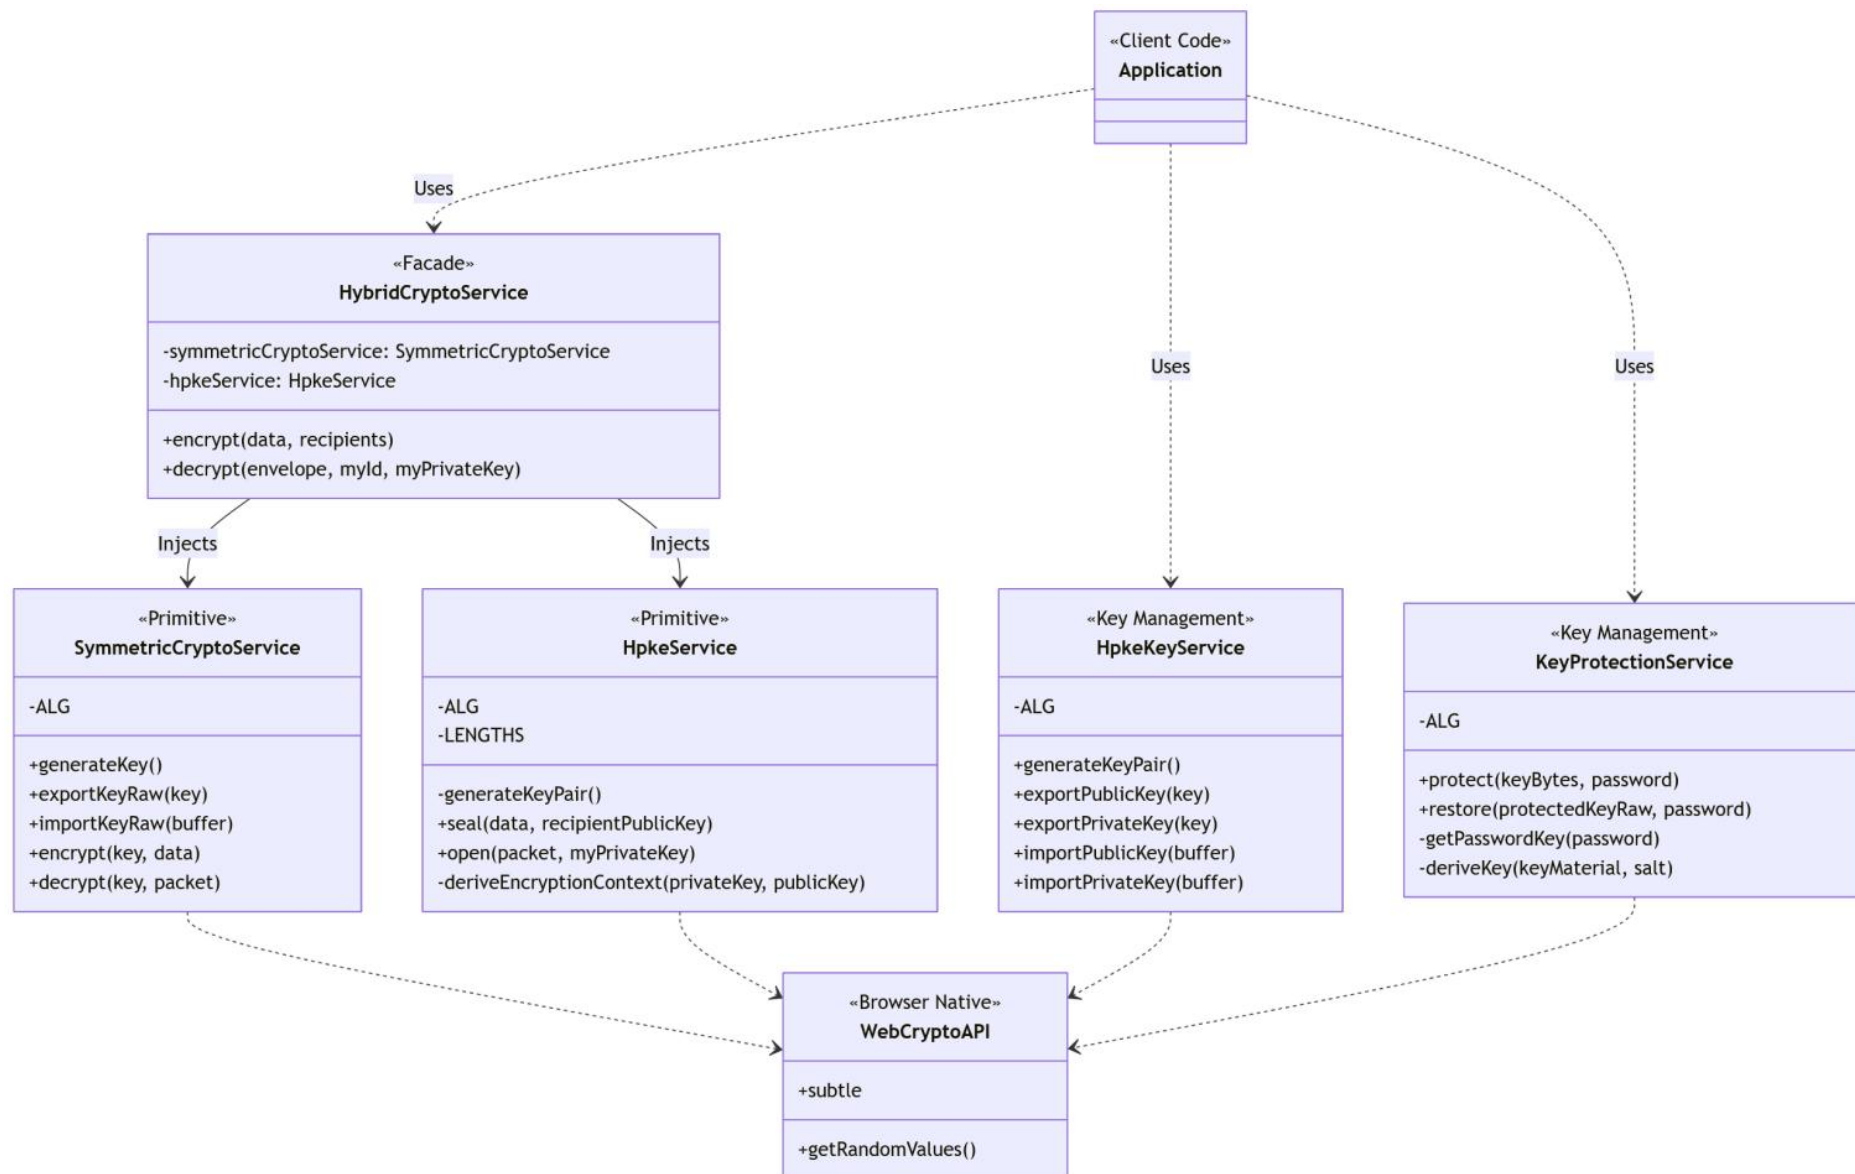 «Client Code»
Application
Uses
Uses
Uses
«Facade»
HybridCryptoService
-symmetricCryptoService: SymmetricCryptoService
-hpkeService: HpkeService
+encrypt(data, recipients)
+decrypt(envelope, myId, myPrivateKey)
Injects
Injects
«Primitive»
SymmetricCryptoService
-ALG
+generateKey()
+exportKeyRaw(key)
+importKeyRaw(buffer)
+encrypt(key, data)
+decrypt(key, packet)
«Primitive»
HpkeService
-ALG
-LENGTHS
-generateKeyPair()
+seal(data, recipientPublicKey)
+open(packet, myPrivateKey)
-deriveEncryptionContext(privateKey, publicKey)
«Key Management»
HpkeKeyService
-ALG
+generateKeyPair()
+exportPublicKey(key)
+exportPrivateKey(key)
+importPublicKey(buffer)
+importPrivateKey(buffer)
«Key Management»
KeyProtectionService
-ALG
+protect(keyBytes, password)
+restore(protectedKeyRaw, password)
-getPasswordKey(password)
-deriveKey(keyMaterial, salt)
«Browser Native»
WebCryptoAPI
+subtle
+getRandomValues()